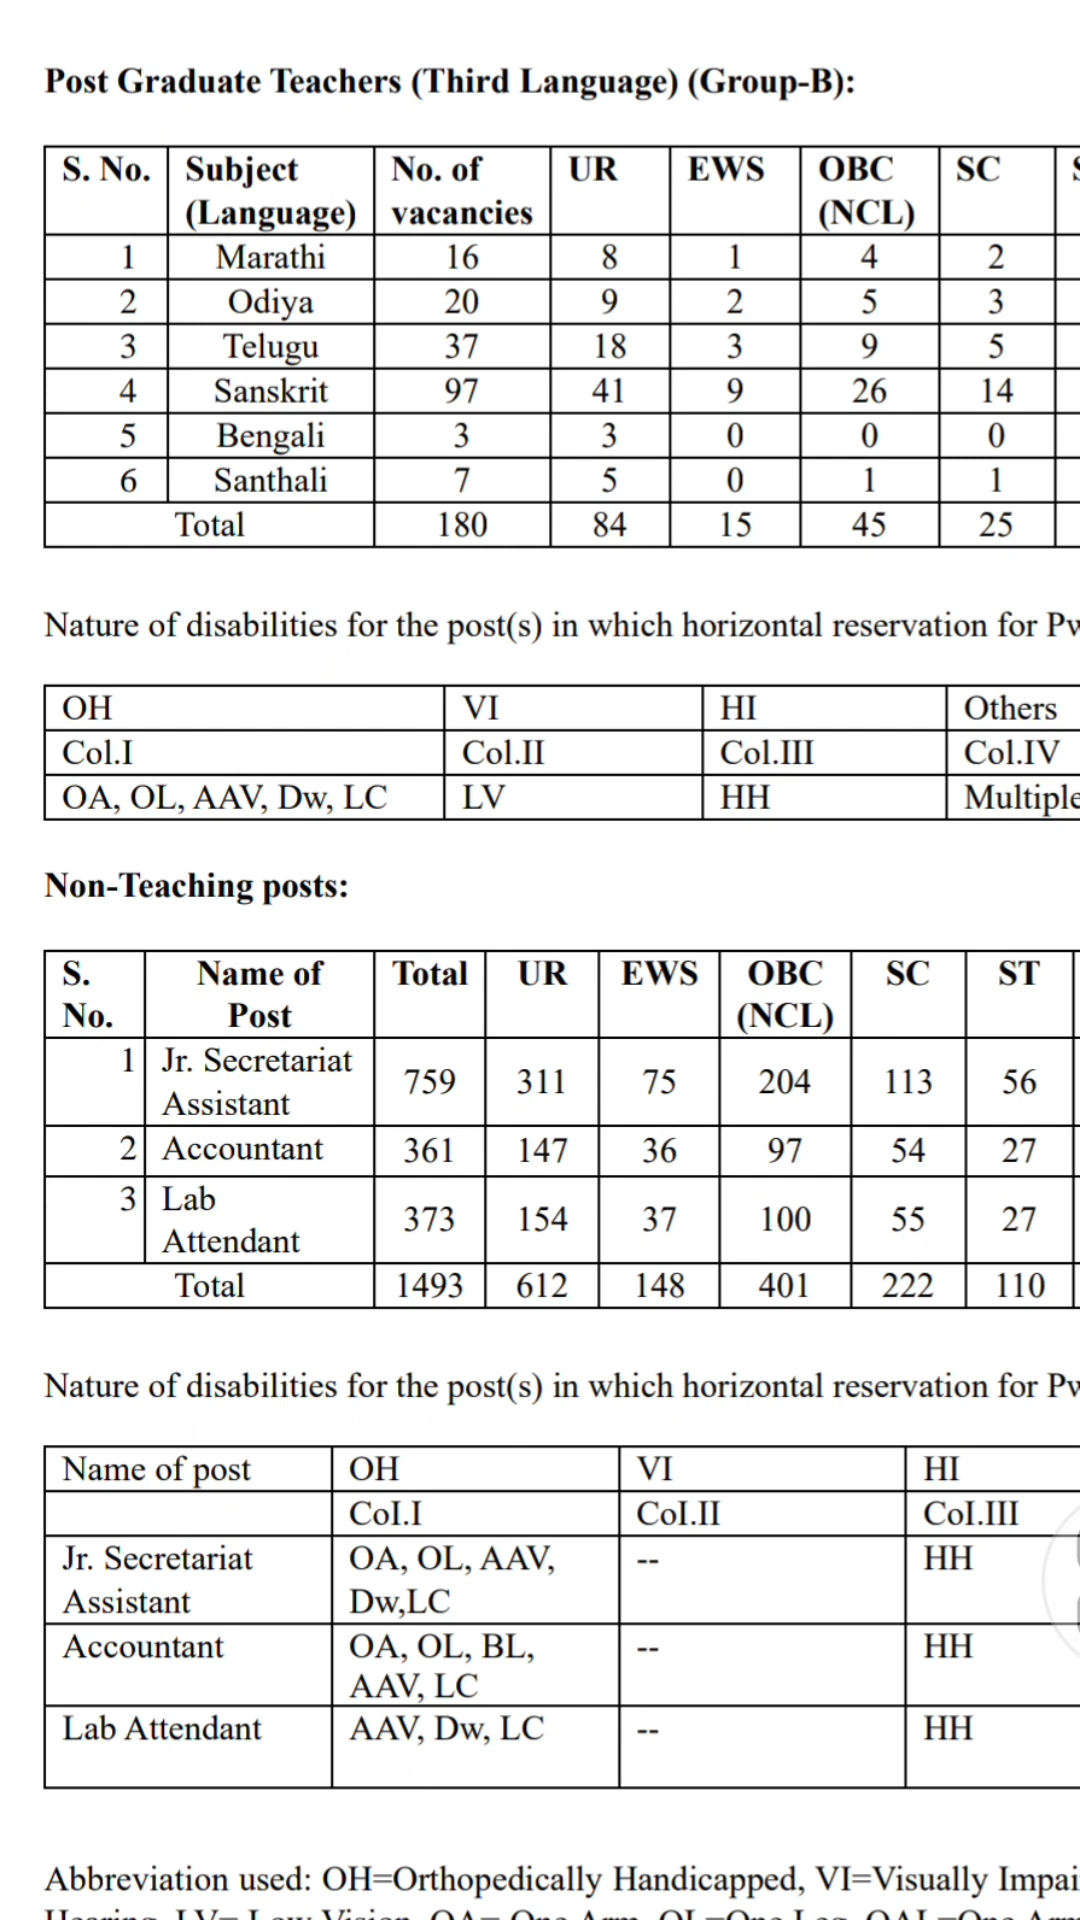 Post Graduate Teachers (Third Language) (Group-B):
S. No. Subject (Language) No. of vacancies UR EWS OBC (NCL) SC
1 Marathi 16 8 1 4 2
2 Odiya 20 9 2 5 3
3 Telugu 37 18 3 9 5
4 Sanskrit 97 41 9 26 14
5 Bengali 3 3 0 0 0
6 Santhali 7 5 0 1 1
Total 180 84 15 45 25
Nature of disabilities for the post(s) in which horizontal reservation for
OH VI HI Others
Col.I Col.II Col.III Col.IV
OA, OL, AAV, Dw, LC LV HH Multiple
Non-Teaching posts:
S. No. Name of Post Total UR EWS OBC (NCL) SC ST
1 Jr. Secretariat Assistant 759 311 75 204 113 56
2 Accountant 361 147 36 97 54 27
3 Lab Attendant 373 154 37 100 55 27
Total 1493 612 148 401 222 110
Nature of disabilities for the post(s) in which horizontal reservation for
Name of post OH VI HI
Col.I Col.II Col.III
Jr. Secretariat Assistant OA, OL, AAV, Dw,LC -- HH
Accountant OA, OL, BL, AAV, LC -- HH
Lab Attendant AAV, Dw, LC -- HH
Abbreviation used: OH=Orthopedically Handicapped, VI=Visually